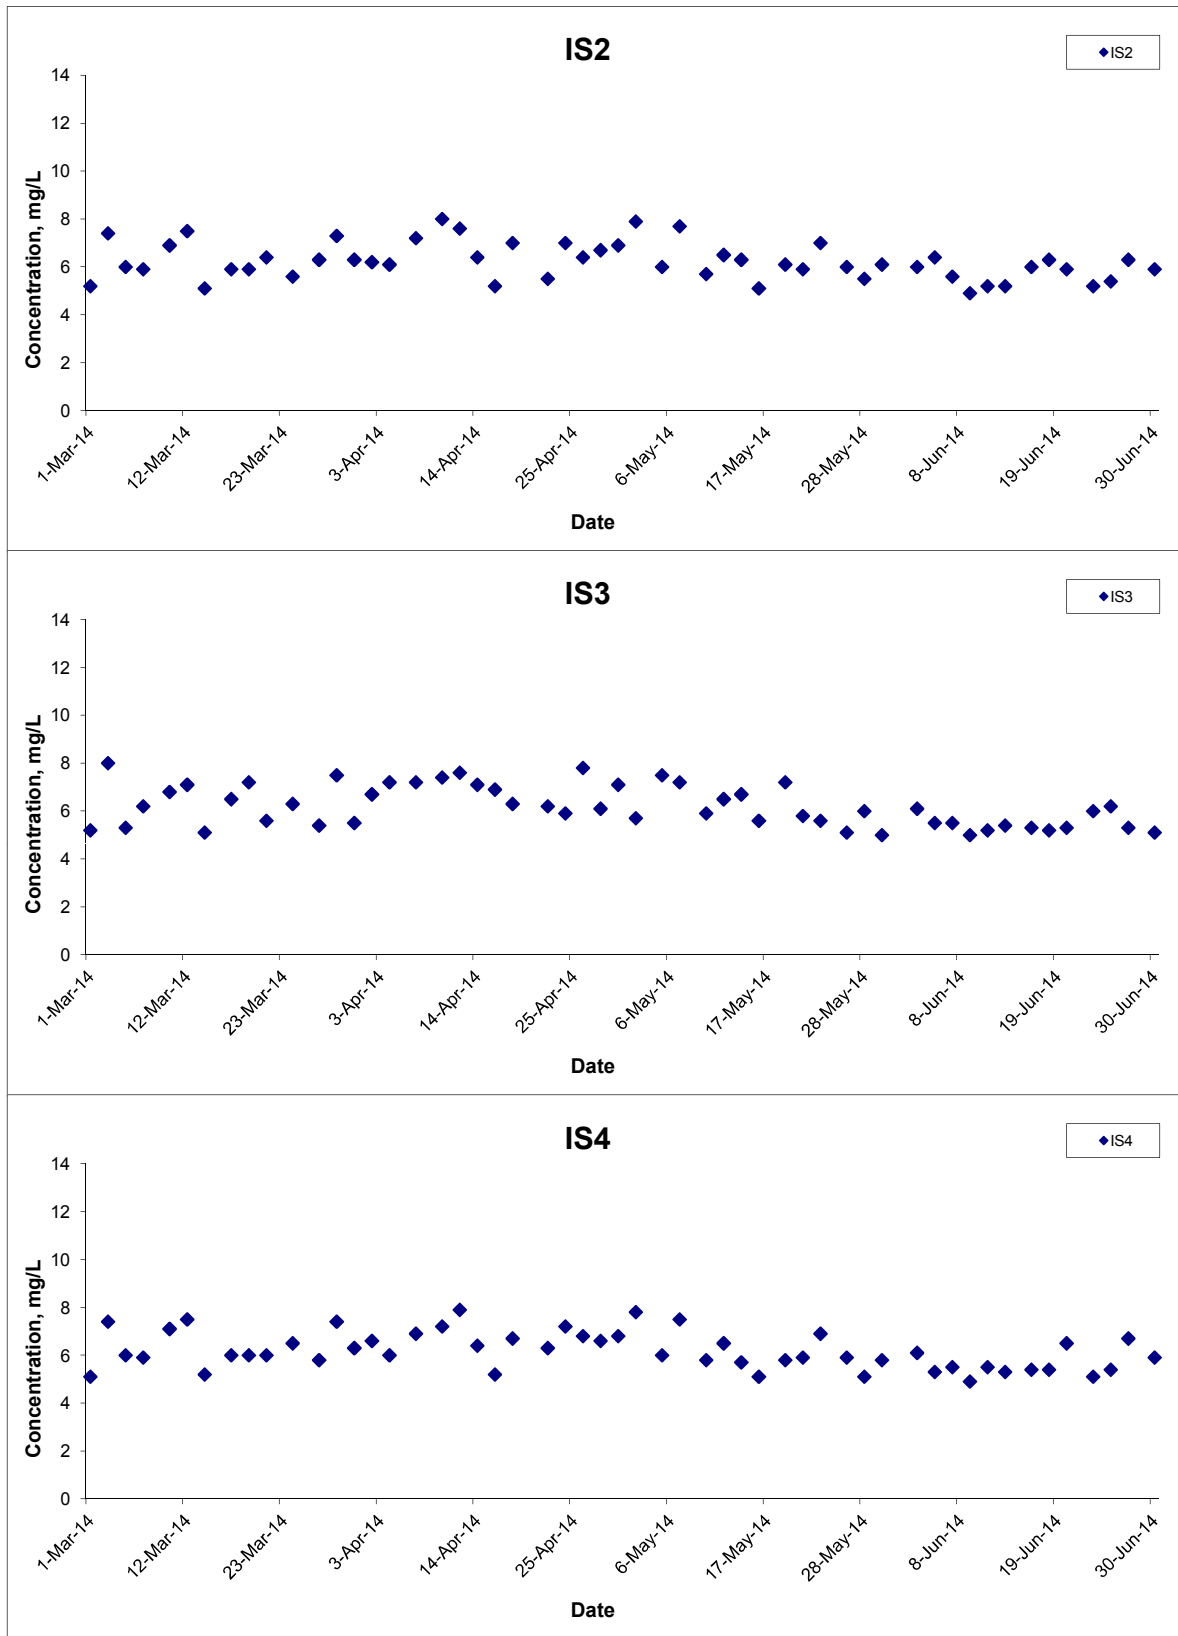 IS2
IS2
14
12
10
8
6
4
2
0
Concentration, mg/L
1-Mar-14
12-Mar-14
23-Mar-14
3-Apr-14
14-Apr-14
25-Apr-14
6-May-14
17-May-14
28-May-14
8-Jun-14
19-Jun-14
30-Jun-14
Date
IS3
IS3
14
12
10
8
6
4
2
0
Concentration, mg/L
1-Mar-14
12-Mar-14
23-Mar-14
3-Apr-14
14-Apr-14
25-Apr-14
6-May-14
17-May-14
28-May-14
8-Jun-14
19-Jun-14
30-Jun-14
Date
IS4
IS4
14
12
10
8
6
4
2
0
Concentration, mg/L
1-Mar-14
12-Mar-14
23-Mar-14
3-Apr-14
14-Apr-14
25-Apr-14
6-May-14
17-May-14
28-May-14
8-Jun-14
19-Jun-14
30-Jun-14
Date